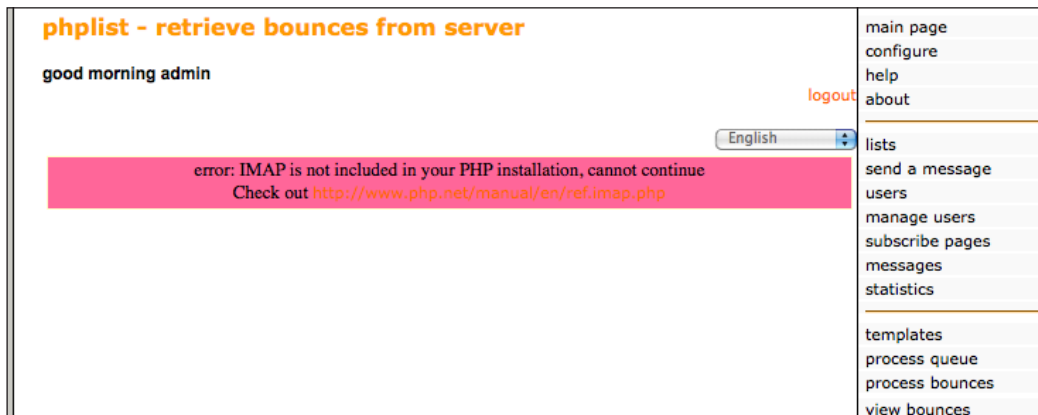 phplist - retrieve bounces from server
good morning admin
logout
English
error: IMAP is not included in your PHP installation, cannot continue
Check out http://www.php.net/manual/en/ref.imap.php
main page
configure
help
about
lists
send a message
users
manage users
subscribe pages
messages
statistics
templates
process queue
process bounces
view bounces